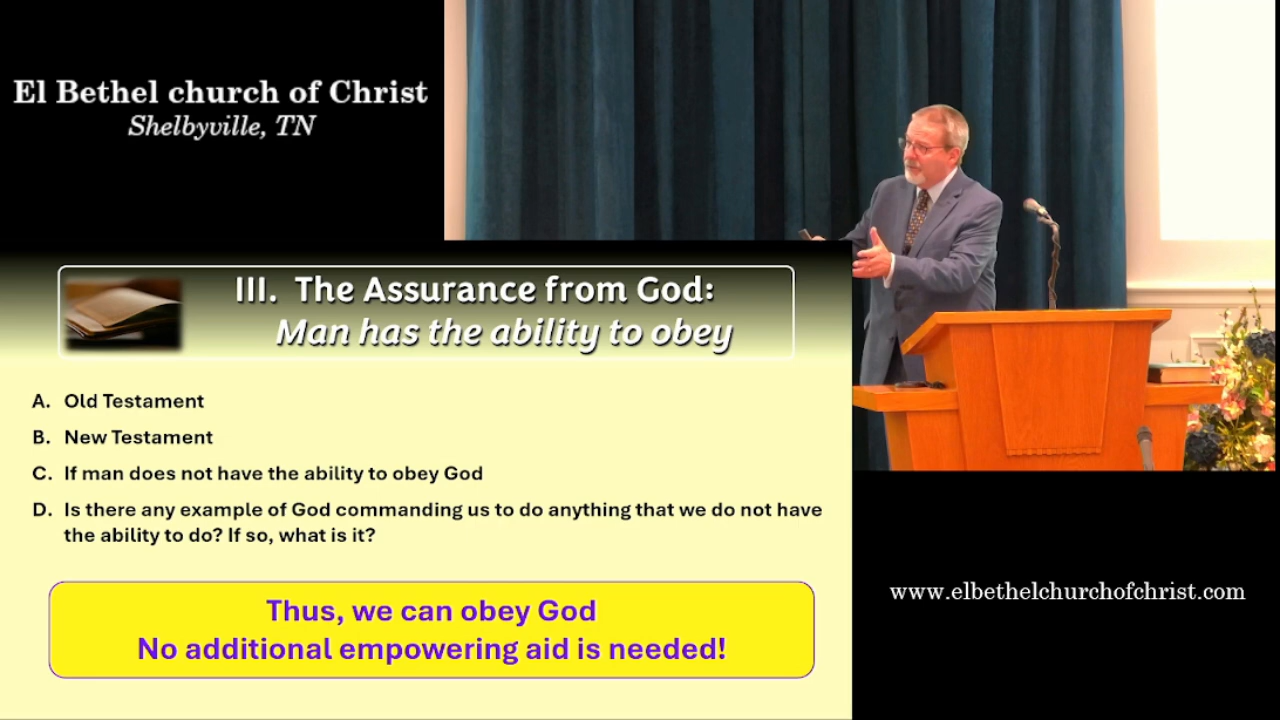 El Bethel church of Christ
Shelbyville, TN
III. The Assurance from God:
Man has the ability to obey
A. Old Testament
B. New Testament
C. If man does not have the ability to obey God
D. Is there any example of God commanding us to do anything that we do not have
the ability to do? If so, what is it?
Thus, we can obey God
No additional empowering aid is needed!
www.elbethelchurchofchrist.com